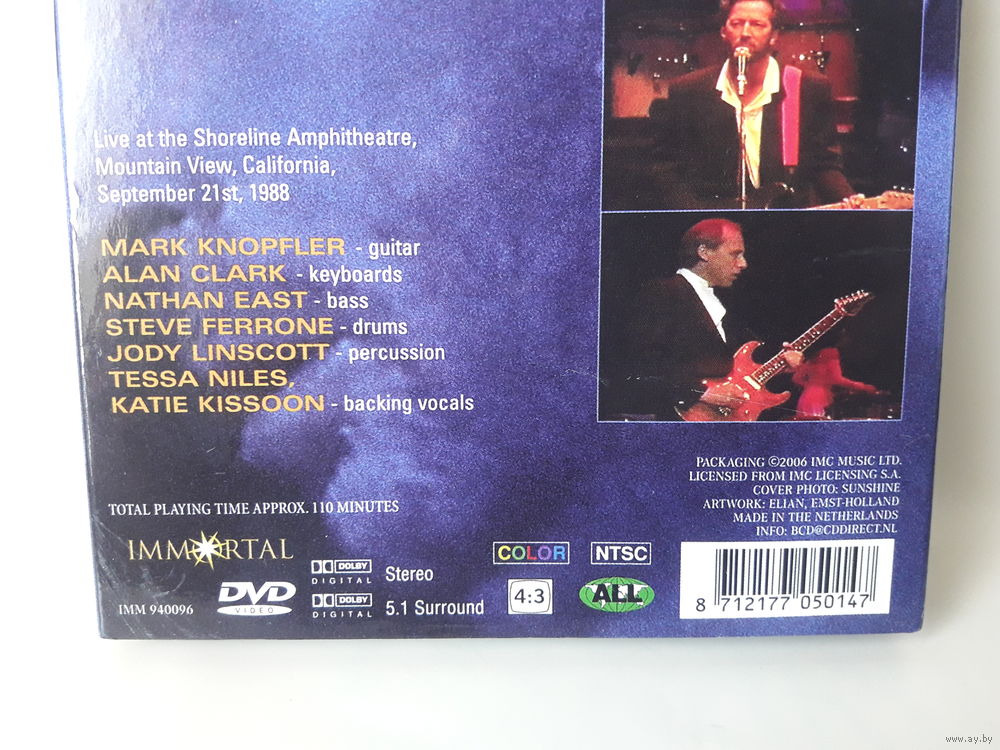 Live at the Shoreline Amphitheatre,
Mountain View, California,
September 21st, 1988
MARK KNOPFLER - guitar
ALAN CLARK - keyboards
NATHAN EAST - bass
STEVE FERRONE - drums
JODY LINSCOTT - percussion
TESSA NILES,
KATIE KISSOON - backing vocals
TOTAL PLAYING TIME APPROX. 110 MINUTES
PACKAGING ©2006 IMC MUSIC LTD.
LICENSED FROM IMC LICENSING S.A.
COVER PHOTO: SUNSHINE
ARTWORK: ELIAN, EMST-HOLLAND
MADE IN THE NETHERLANDS
INFO: BCD@CDDIRECT.NL
IMMORTAL
IMM 940096
DVD
VIDEO
DOLBY
DIGITAL
Stereo
DOLBY
DIGITAL
5.1 Surround
COLOR
NTSC
4:3
ALL
8 712177 050147
www.ay.by